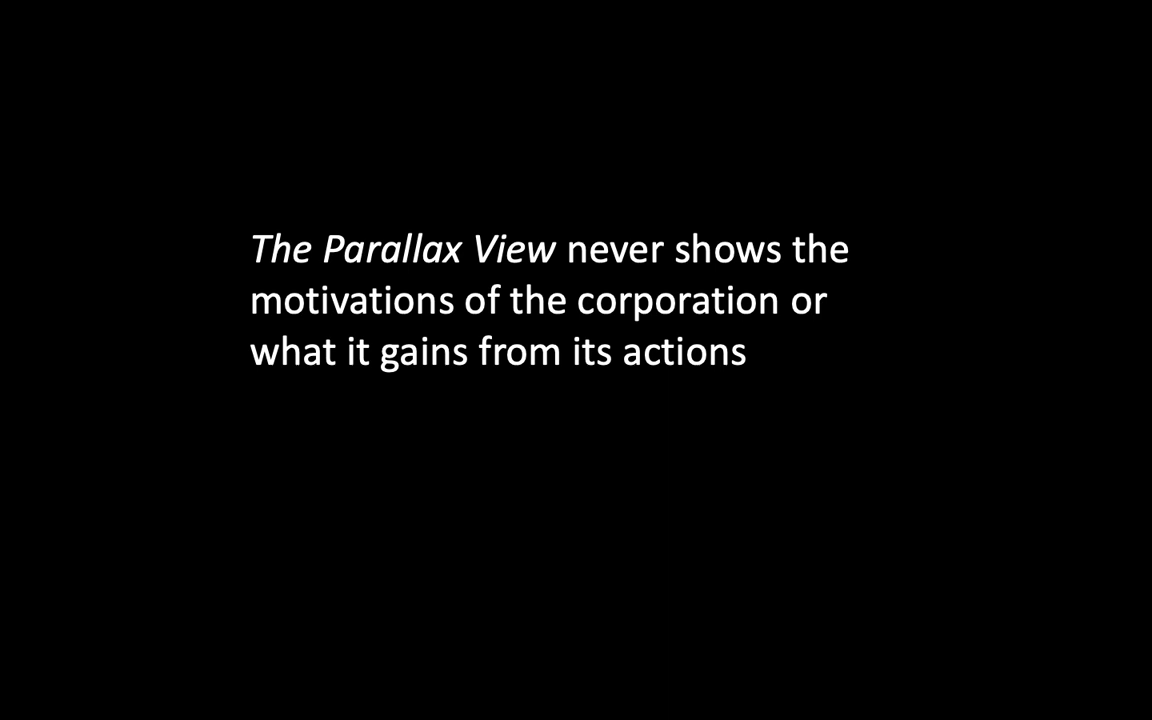 The Parallax View never shows the
motivations of the corporation or
what it gains from its actions